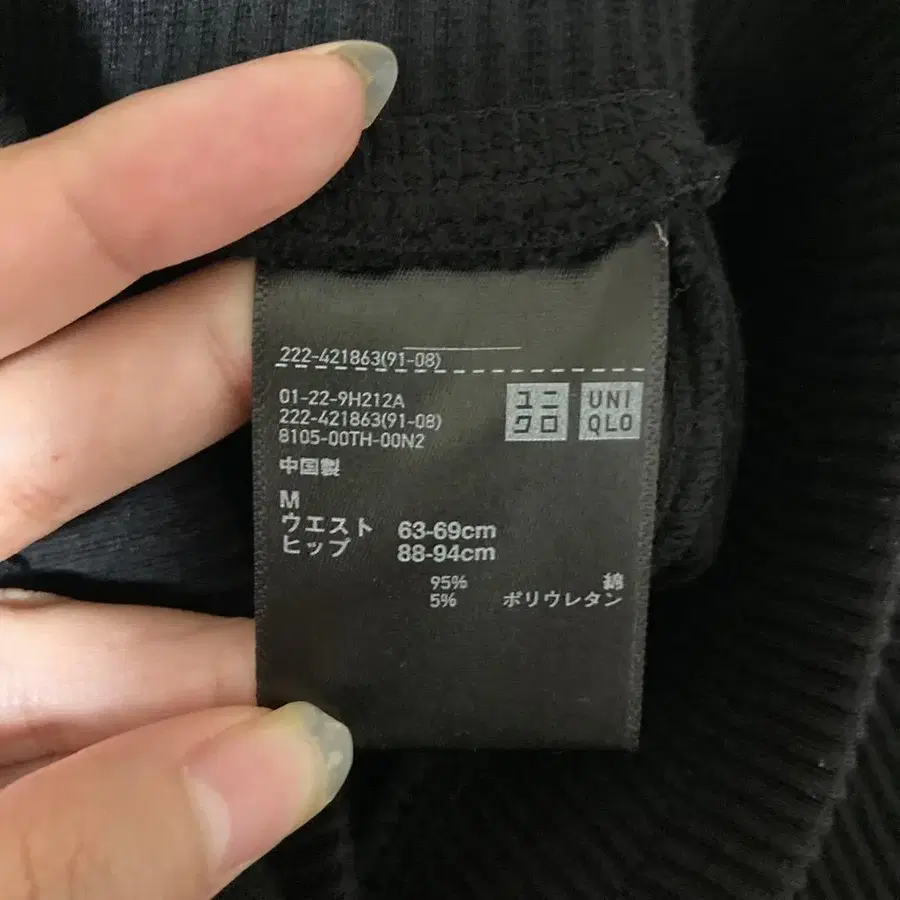 222-421863(91-08)
01-22-9H212A
222-421863(91-08)
8105-00TH-00N2
ユニ
クロ
UNI
QLO
中国製
M
ウエスト 63-69cm
ヒップ 88-94cm
95% 綿
5% ポリウレタン